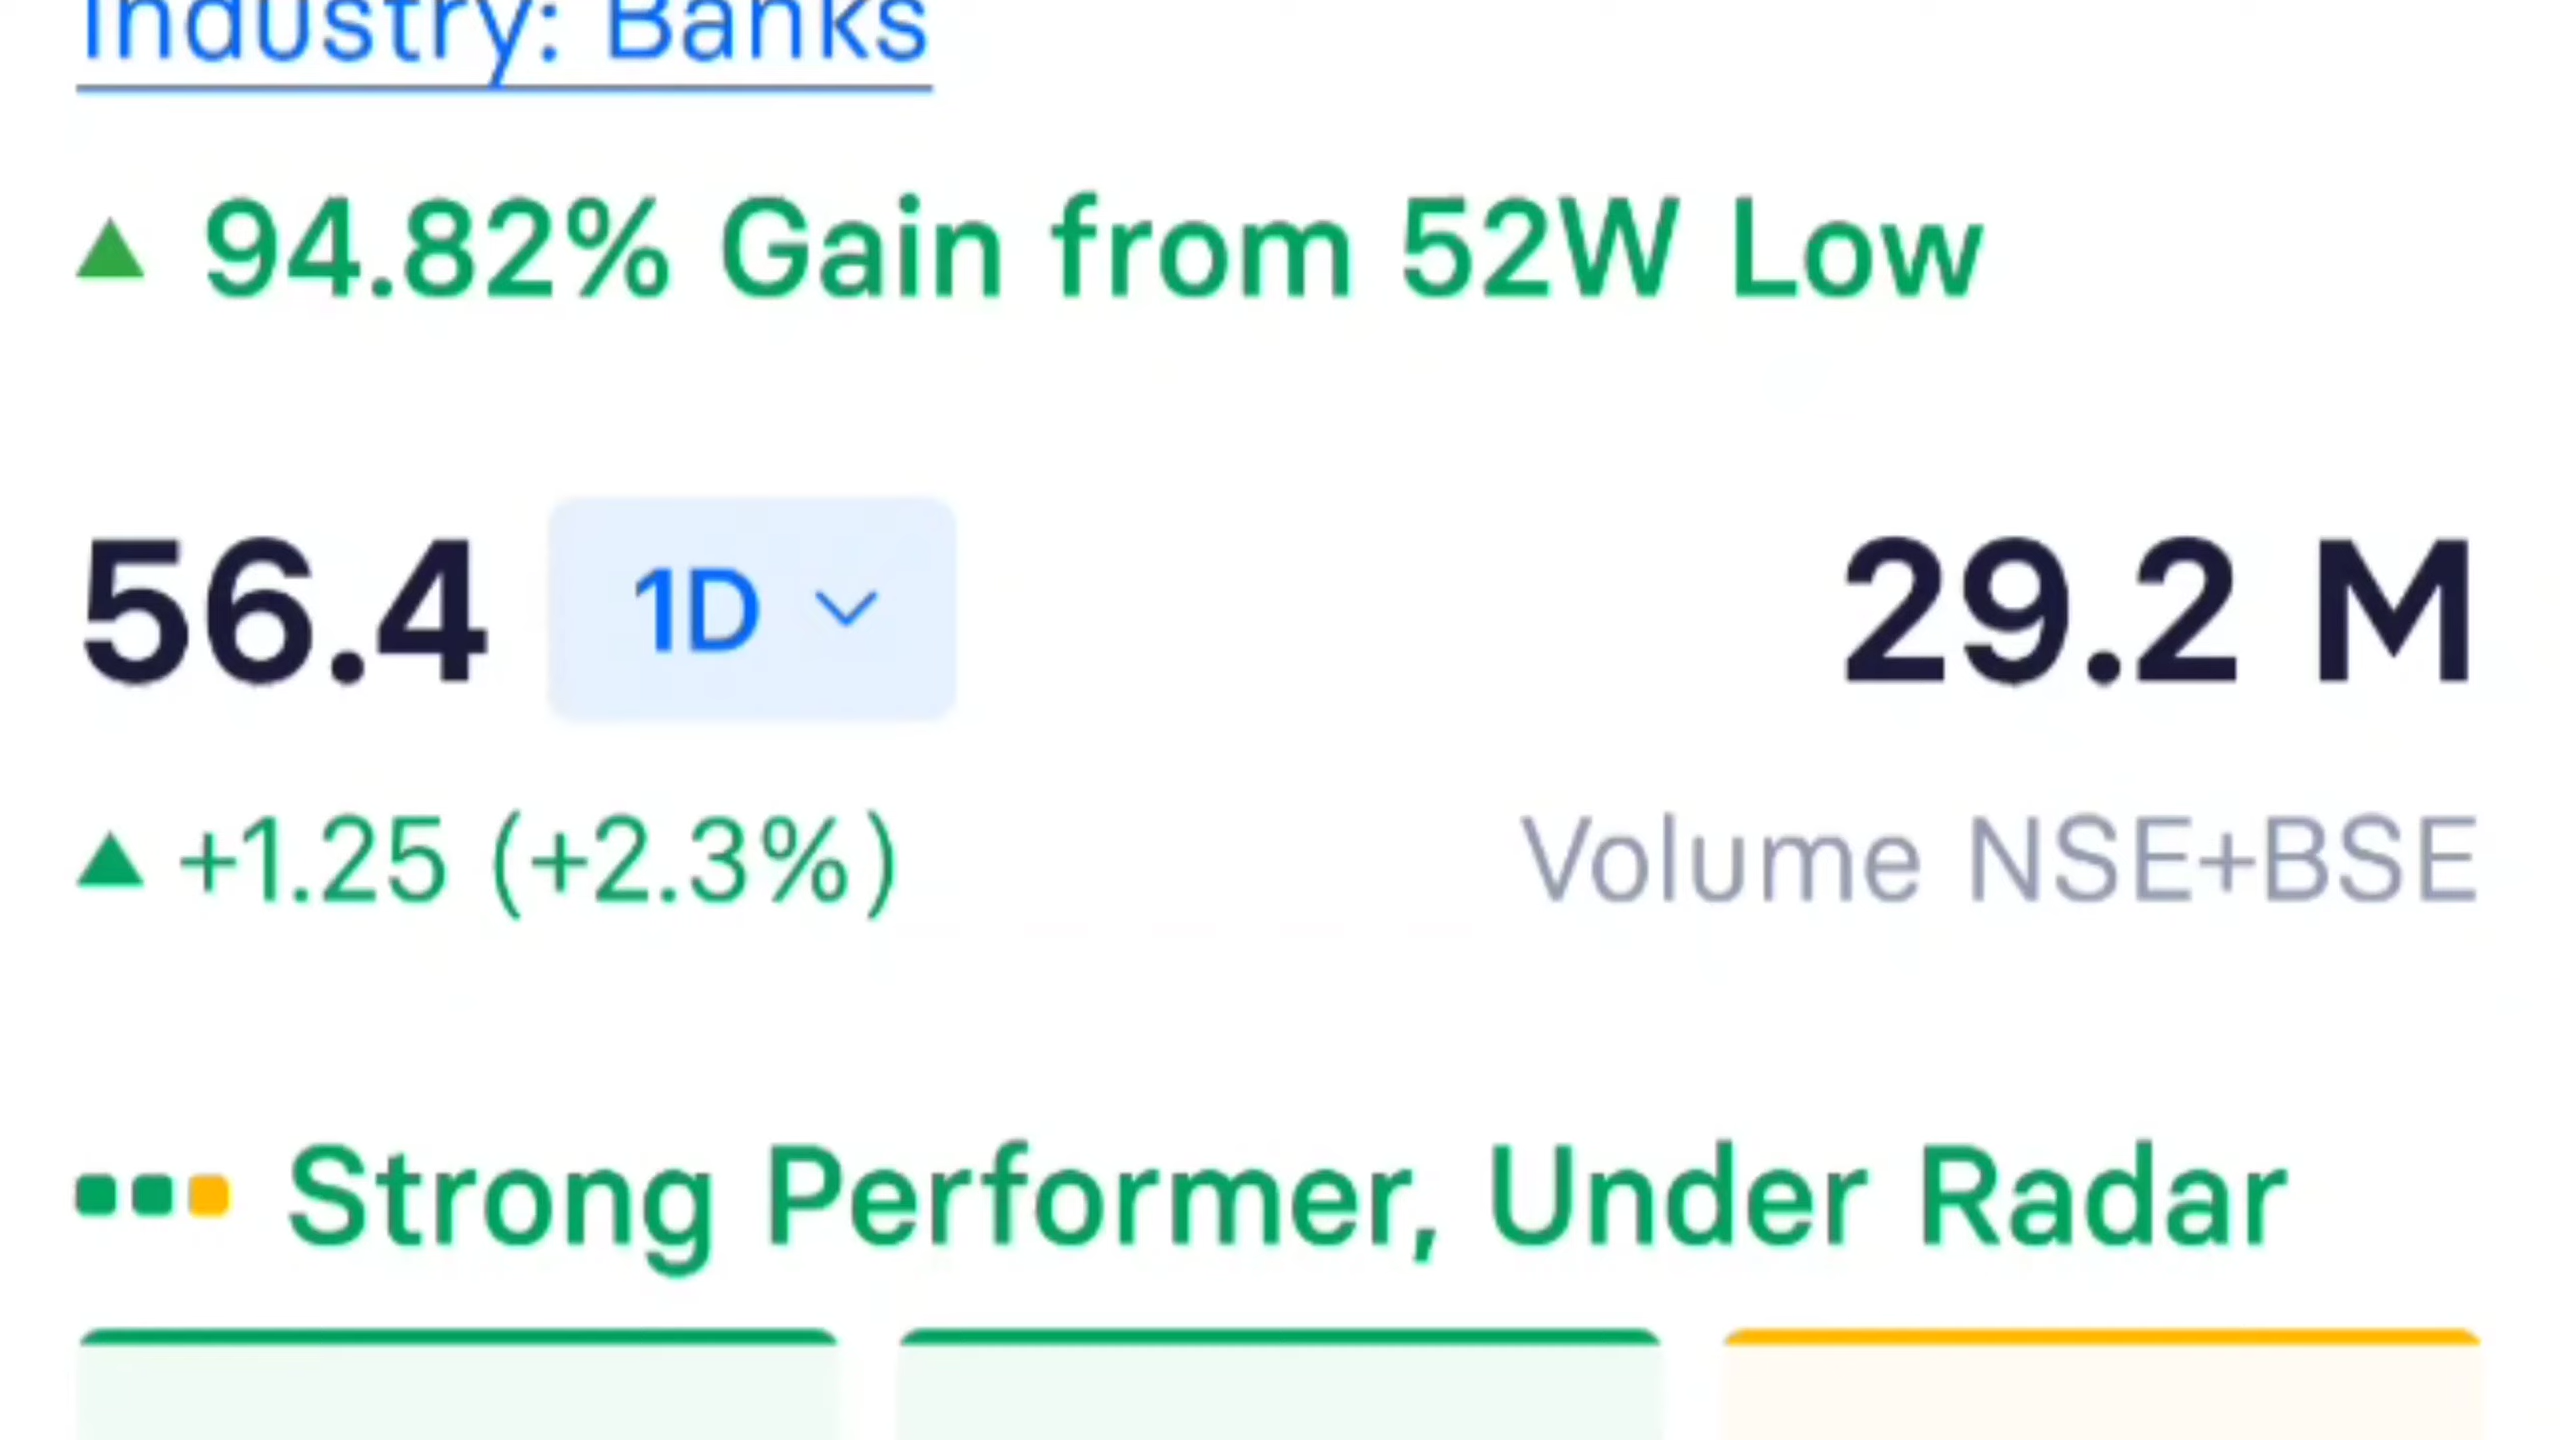 Industry: Banks
94.82% Gain from 52W Low
56.4 1D 29.2 M
+1.25 (+2.3%) Volume NSE+BSE
Strong Performer, Under Radar